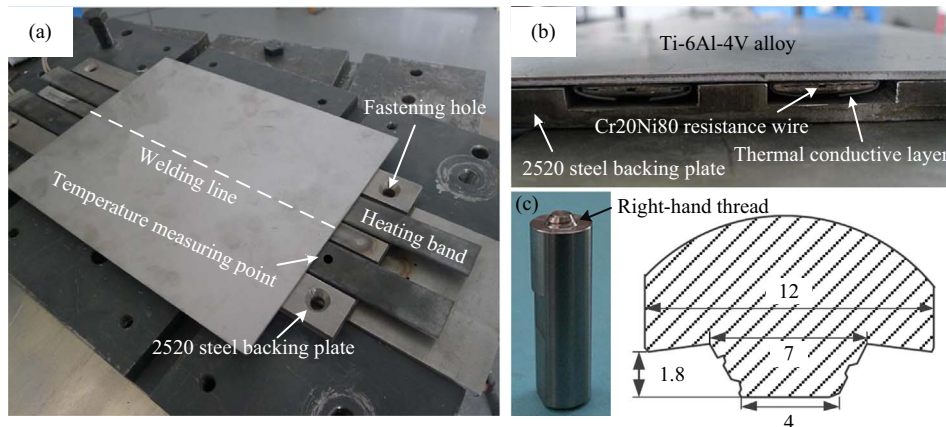 (a)
Fastening hole
Welding line
Temperature measuring point
Heating band
2520 steel backing plate
(b)
Ti-6Al-4V alloy
Cr20Ni80 resistance wire
Thermal conductive layer
2520 steel backing plate
(c)
Right-hand thread
12
7
1.8
4